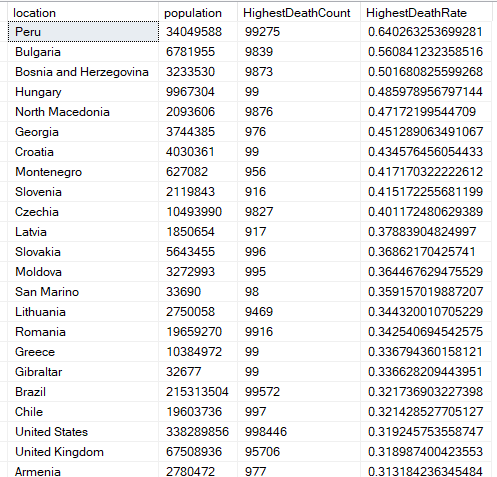 location population HighestDeathCount HighestDeathRate
Peru 34049588 99275 0.640263253699281
Bulgaria 6781955 9839 0.560841232358516
Bosnia and Herzegovina 3233530 9873 0.501680825599268
Hungary 9967304 99 0.485978956797144
North Macedonia 2093606 9876 0.47172199544709
Georgia 3744385 976 0.451289063491067
Croatia 4030361 99 0.434576456054433
Montenegro 627082 956 0.417170322222612
Slovenia 2119843 916 0.415172255681199
Czechia 10493990 9827 0.401172480629389
Latvia 1850654 917 0.37883904824997
Slovakia 5643455 996 0.36862170425741
Moldova 3272993 995 0.364467629475529
San Marino 33690 98 0.359157019887207
Lithuania 2750058 9469 0.344320010705229
Romania 19659270 9916 0.342540694542575
Greece 10384972 99 0.336794360158121
Gibraltar 32677 99 0.336628209443951
Brazil 215313504 99572 0.321736903227398
Chile 19603736 997 0.321428527705127
United States 338289856 998446 0.319245753558747
United Kingdom 67508936 95706 0.318987400423553
Armenia 2780472 977 0.313184236345484